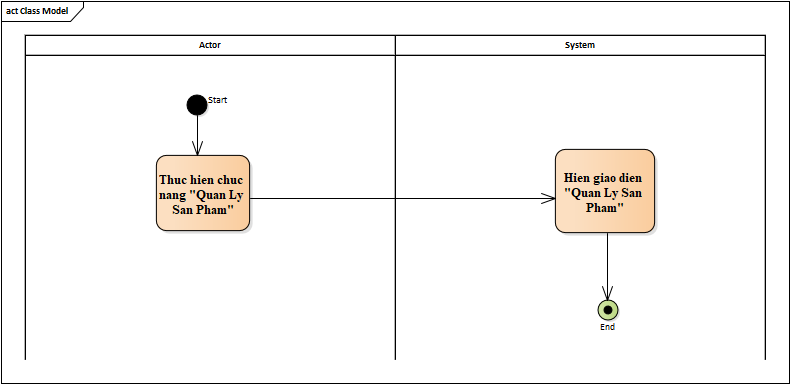 act Class Model
Actor
System
Start
Thuc hien chuc
nang "Quan Ly
San Pham"
Hien giao dien
"Quan Ly San
Pham"
End